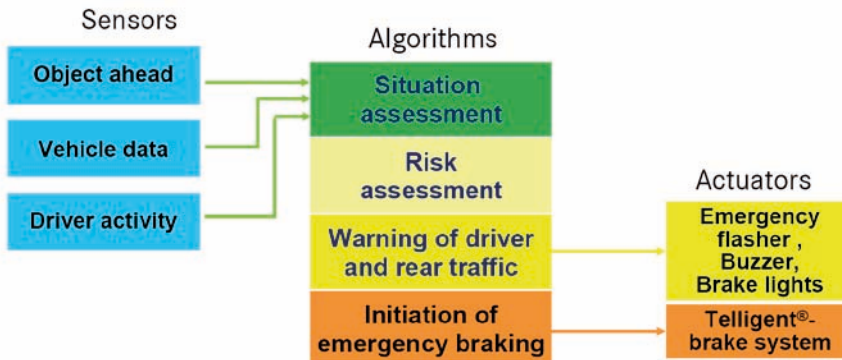 Sensors
Object ahead
Vehicle data
Driver activity
Algorithms
Situation
assessment
Risk
assessment
Warning of driver
and rear traffic
Initiation of
emergency braking
Actuators
Emergency
flasher ,
Buzzer,
Brake lights
Telligent®-
brake system